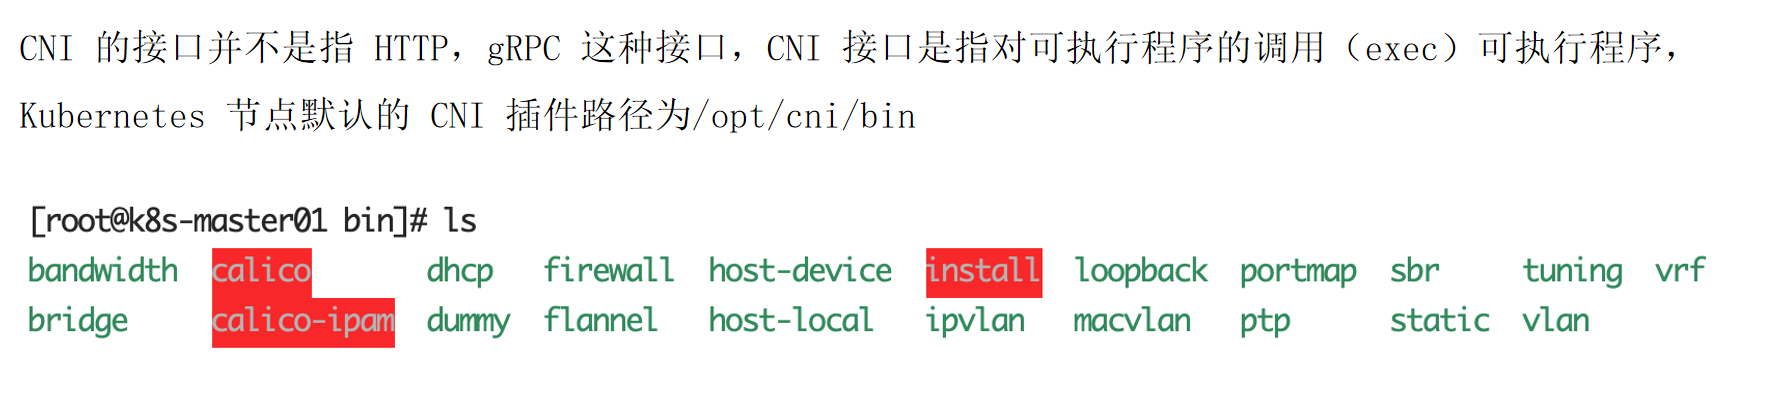 CNI 的接口并不是指 HTTP，gRPC 这种接口，CNI 接口是指对可执行程序的调用（exec）可执行程序，
Kubernetes 节点默认的 CNI 插件路径为/opt/cni/bin
[root@k8s-master01 bin]# ls
bandwidth calico dhcp firewall host-device install loopback portmap sbr tuning vrf
bridge calico-ipam dummy flannel host-local ipvlan macvlan ptp static vlan